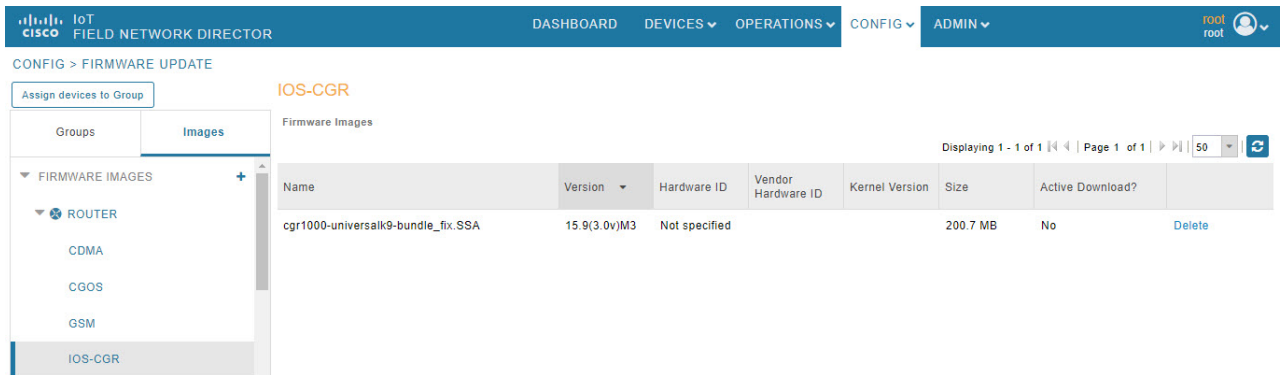 IoT
CISCO FIELD NETWORK DIRECTOR
DASHBOARD DEVICES OPERATIONS CONFIG ADMIN
root
root
CONFIG > FIRMWARE UPDATE
Assign devices to Group
Groups Images
FIRMWARE IMAGES +
ROUTER
CDMA
CGOS
GSM
IOS-CGR
IOS-CGR
Firmware Images
Displaying 1 - 1 of 1 | Page 1 of 1 | 50
Name Version Hardware ID Vendor Hardware ID Kernel Version Size Active Download?
cgr1000-universalk9-bundle_fix.SSA 15.9(3.0v)M3 Not specified 200.7 MB No Delete